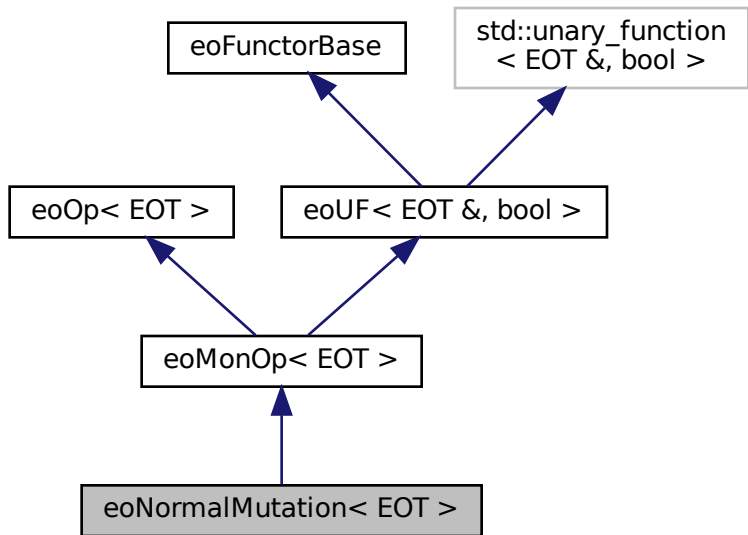 std::unary_function
< EOT &, bool >
eoFunctorBase
eoOp< EOT >
eoUF< EOT &, bool >
eoMonOp< EOT >
eoNormalMutation< EOT >